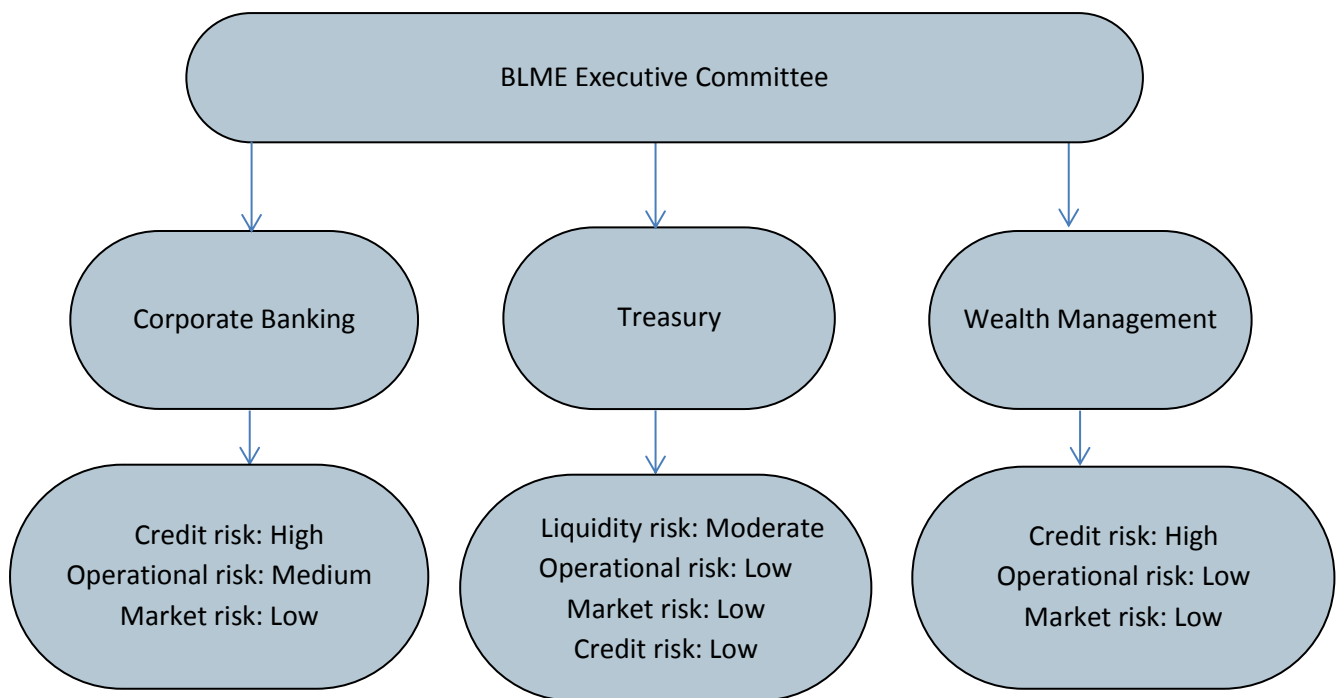 BLME Executive Committee
Corporate Banking
Treasury
Wealth Management
Credit risk: High
Operational risk: Medium
Market risk: Low
Liquidity risk: Moderate
Operational risk: Low
Market risk: Low
Credit risk: Low
Credit risk: High
Operational risk: Low
Market risk: Low